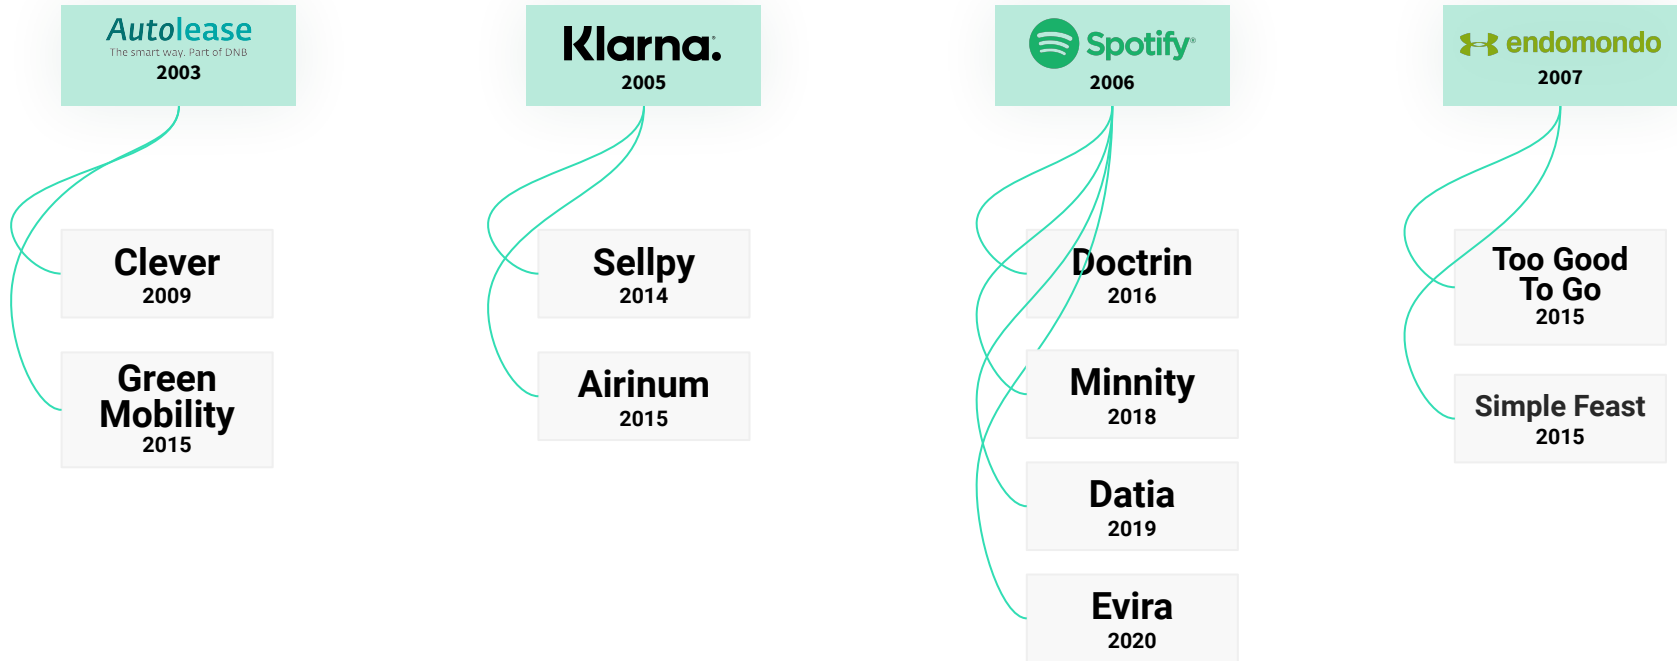 Autolease
The smart way. Part of DNB
2003
Clever
2009
Green
Mobility
2015
Klarna.
2005
Sellpy
2014
Airinum
2015
Spotify®
2006
Doctrin
2016
Minnity
2018
Datia
2019
Evira
2020
endomondo
2007
Too Good
To Go
2015
Simple Feast
2015